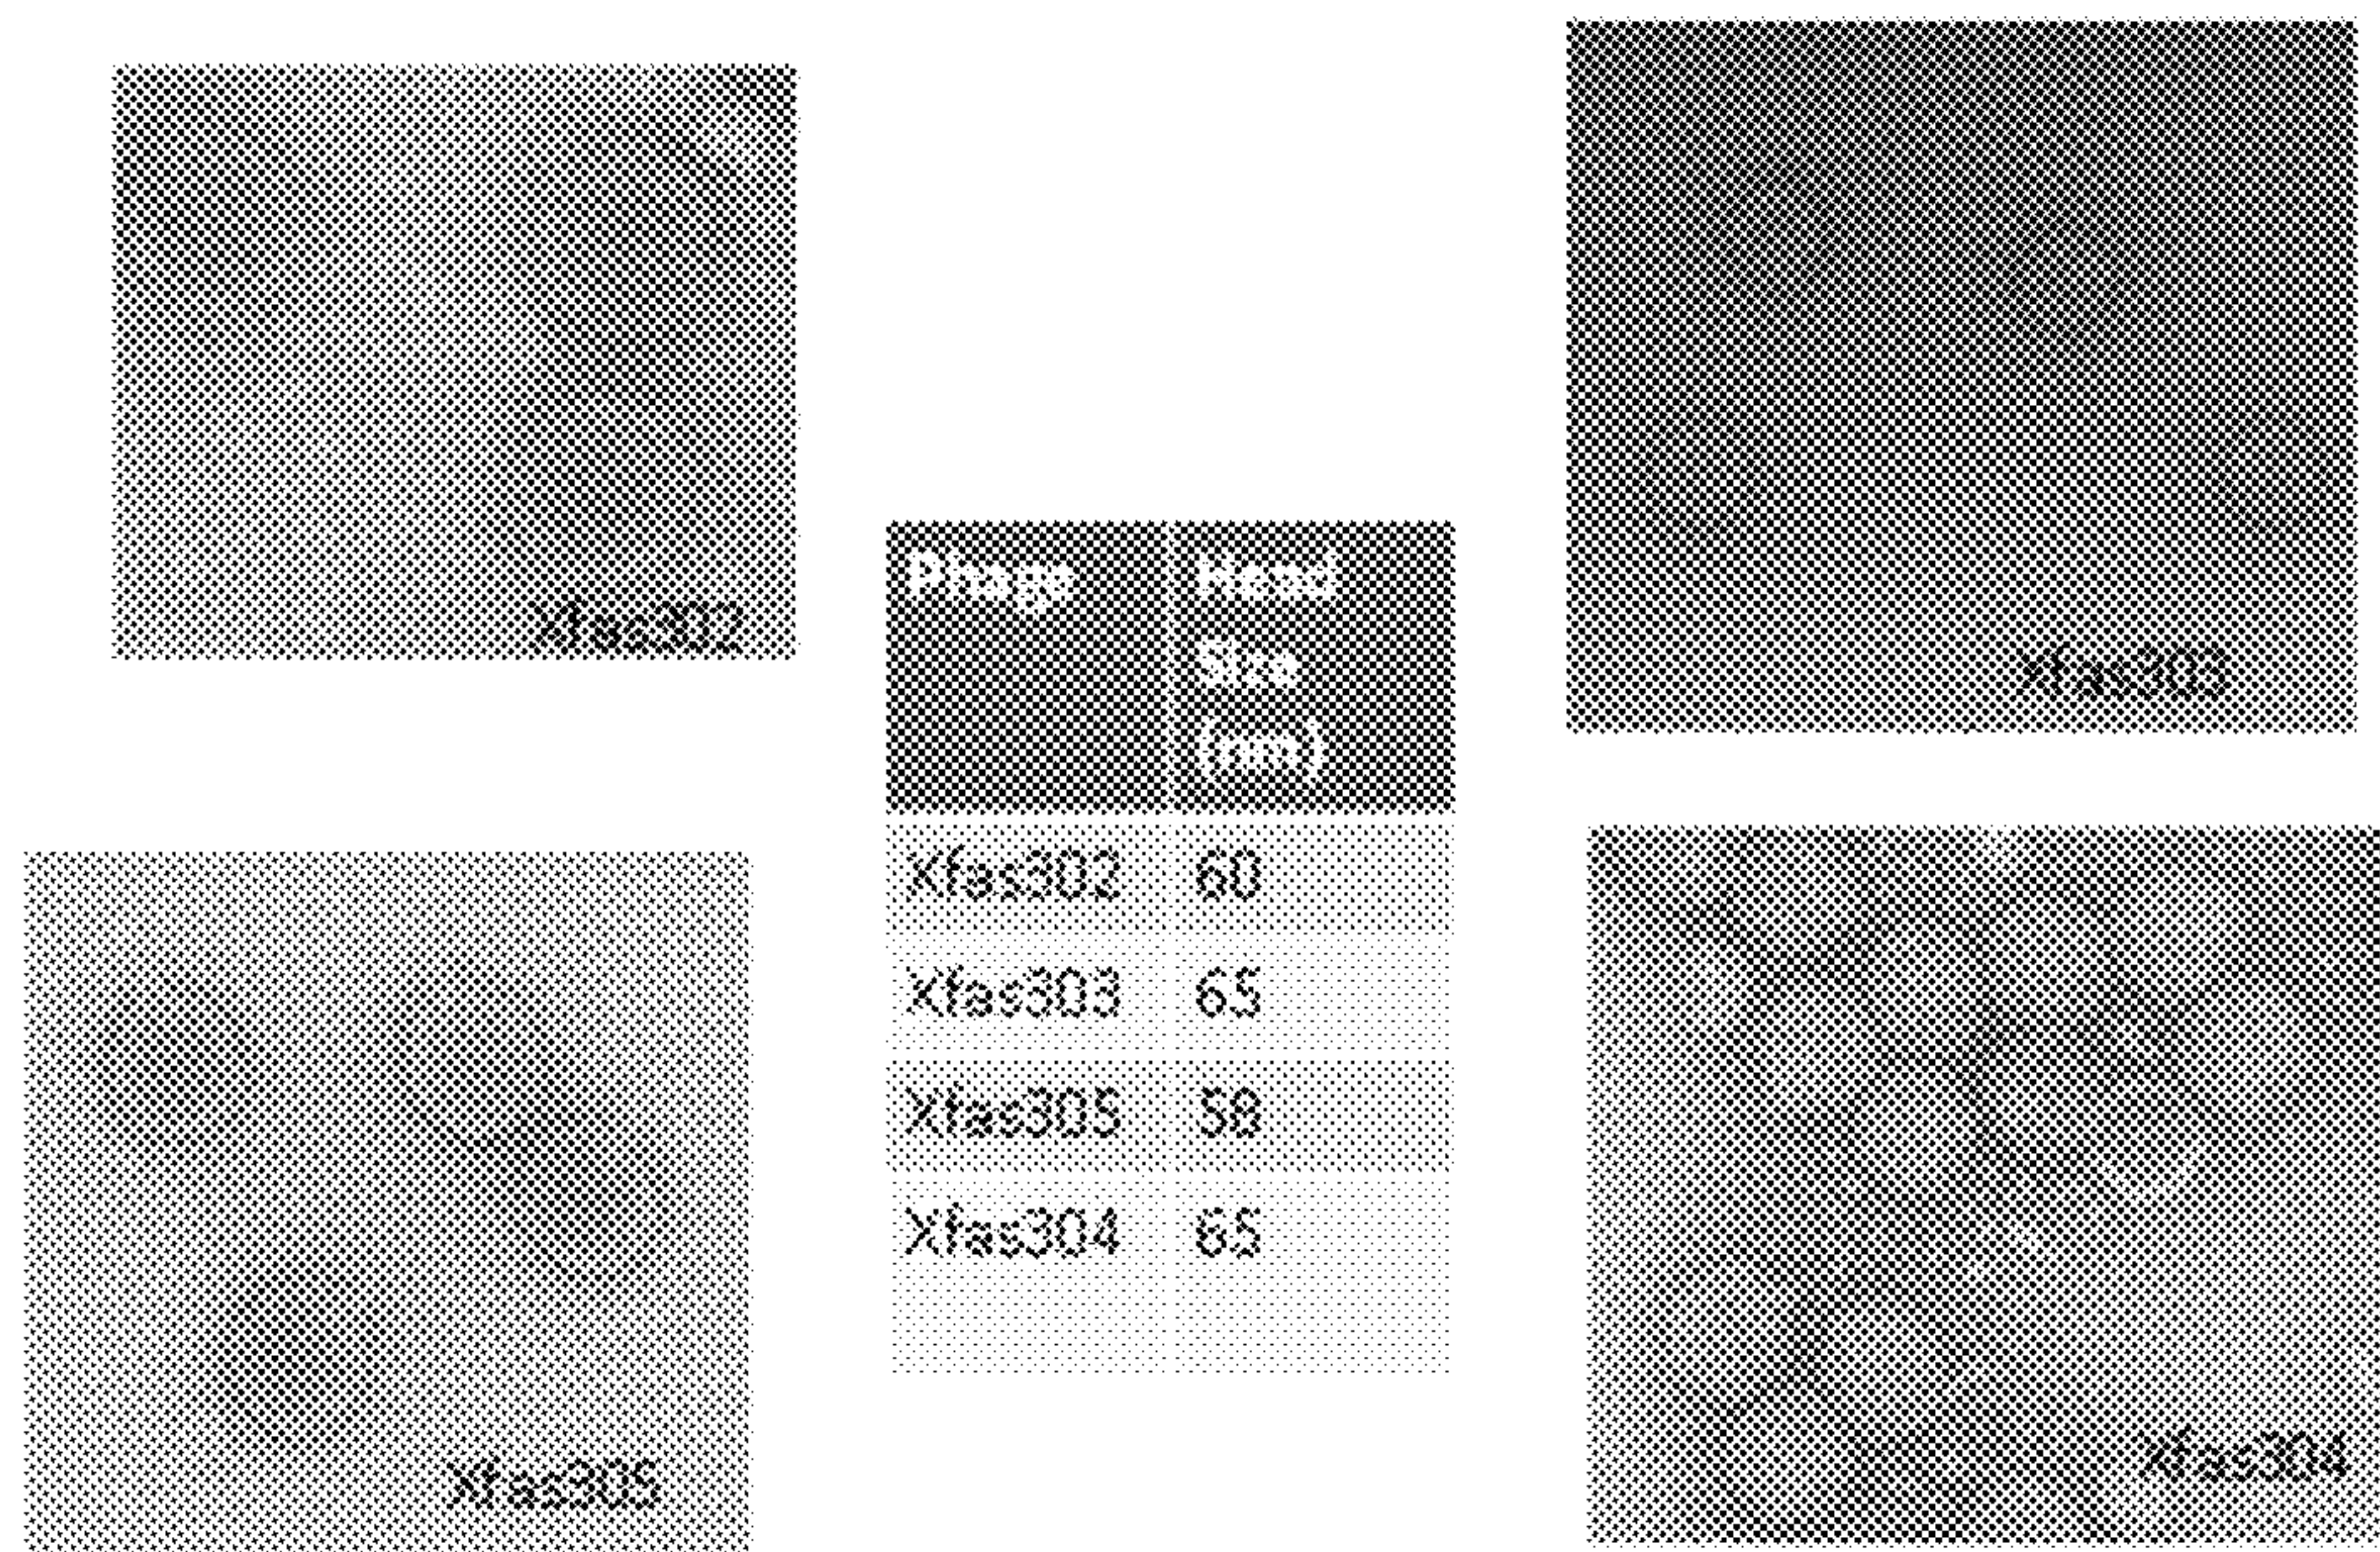 Xfas302
Xfas303
Phage Head
Size
(nm)
Xfas302 60
Xfas303 65
Xfas305 58
Xfas304 65
Xfas305
Xfas304